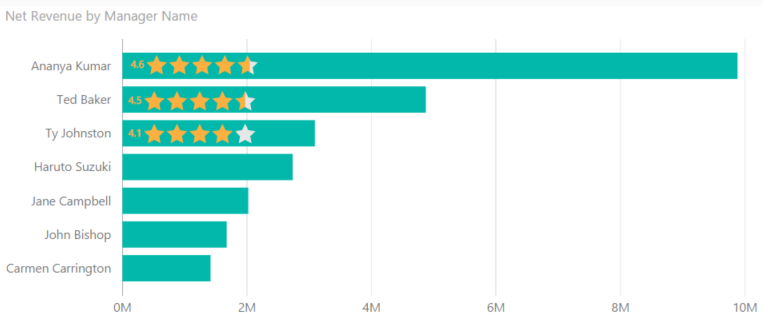 Net Revenue by Manager Name
Ananya Kumar 4.6
Ted Baker 4.5
Ty Johnston 4.1
Haruto Suzuki
Jane Campbell
John Bishop
Carmen Carrington
0M 2M 4M 6M 8M 10M